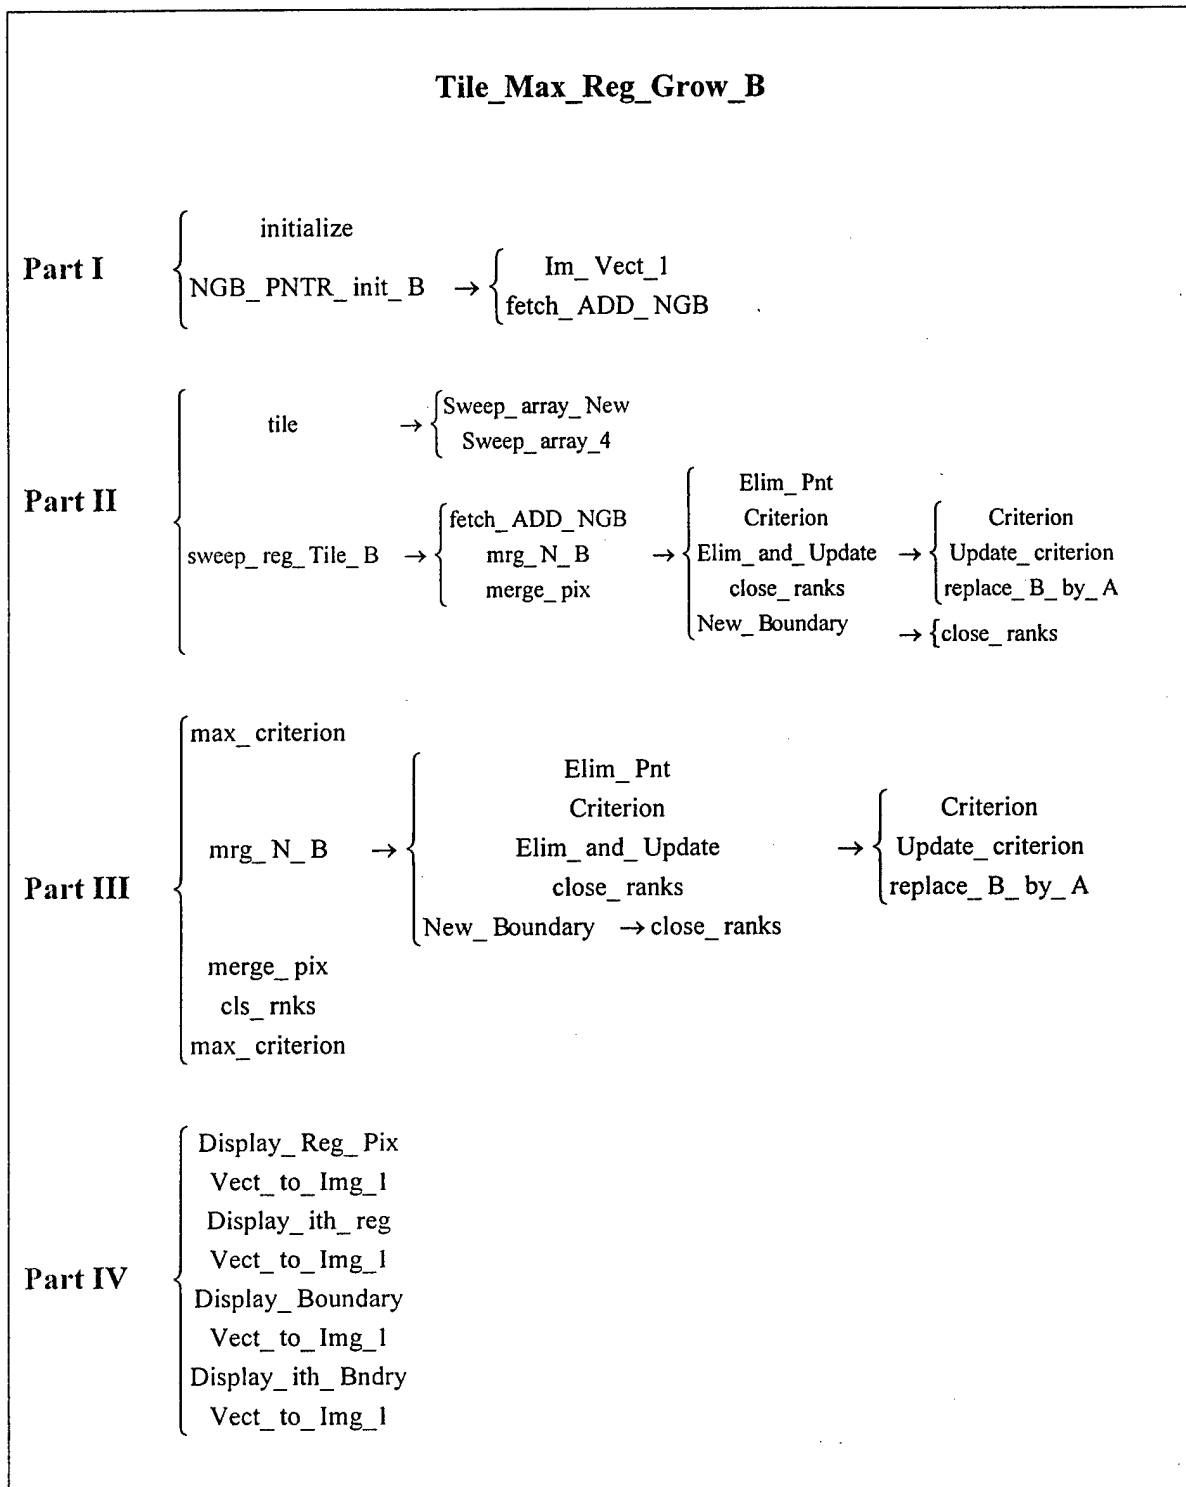 Tile_Max_Reg_Grow_B
Part I
initialize
NGB_PNTR_init_B →
Im_Vect_1
fetch_ADD_NGB
Part II
tile →
Sweep_array_New
Sweep_array_4
sweep_reg_Tile_B →
fetch_ADD_NGB
mrg_N_B →
merge_pix
Elim_Pnt
Criterion
Elim_and_Update →
close_ranks
New_Boundary → {close_ranks
Criterion
Update_criterion
replace_B_by_A
Part III
max_criterion
mrg_N_B →
Elim_Pnt
Criterion
Elim_and_Update →
close_ranks
New_Boundary → close_ranks
Criterion
Update_criterion
replace_B_by_A
merge_pix
cls_rnks
max_criterion
Part IV
Display_Reg_Pix
Vect_to_Img_1
Display_ith_reg
Vect_to_Img_1
Display_Boundary
Vect_to_Img_1
Display_ith_Bndry
Vect_to_Img_1